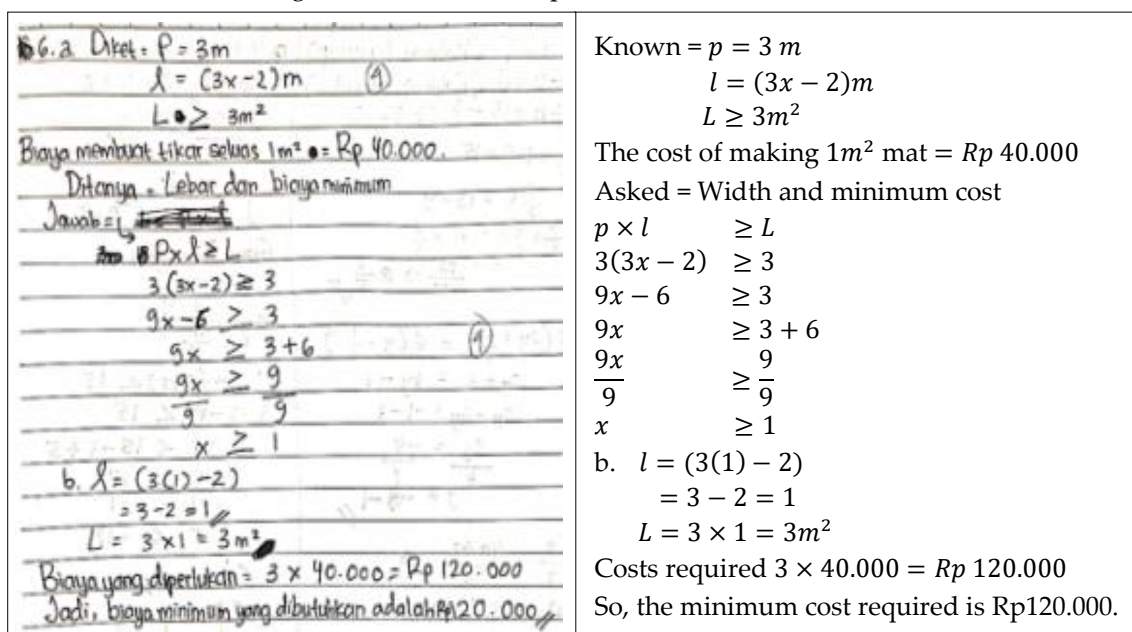 6.a Diket = P = 3m
l = (3x-2)m (4)
L ≥ 3m²
Biaya membuat tikar seluas 1m² = Rp 40.000.
Ditanya = Lebar dan biaya minimum
Jawab =
P x l ≥ L
3(3x-2) ≥ 3
9x-6 ≥ 3
9x ≥ 3+6 (4)
9x/9 ≥ 9/9
x ≥ 1
b. l = (3(1)-2)
= 3-2 = 1
L = 3 x 1 = 3m²
Biaya yang diperlukan = 3 x 40.000 = Rp 120.000
Jadi, biaya minimum yang dibutuhkan adalah Rp120.000
Known = p = 3 m
l = (3x − 2)m
L ≥ 3m²
The cost of making 1m² mat = Rp 40.000
Asked = Width and minimum cost
p × l ≥ L
3(3x − 2) ≥ 3
9x − 6 ≥ 3
9x ≥ 3 + 6
9x/9 ≥ 9/9
x ≥ 1
b. l = (3(1) − 2)
= 3 − 2 = 1
L = 3 × 1 = 3m²
Costs required 3 × 40.000 = Rp 120.000
So, the minimum cost required is Rp120.000.